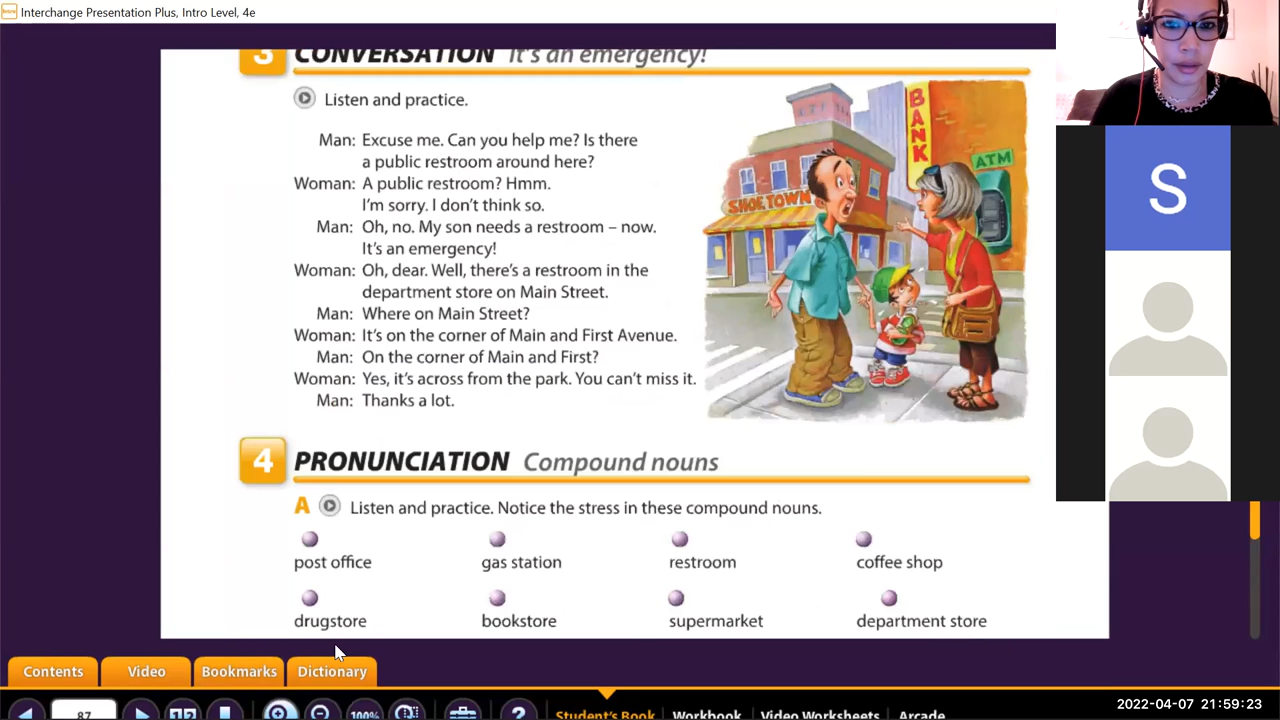 Interchange Presentation Plus, Intro Level, 4e
3 CONVERSATION It's an emergency!
Listen and practice.
Man: Excuse me. Can you help me? Is there
a public restroom around here?
Woman: A public restroom? Hmm.
I'm sorry. I don't think so.
Man: Oh, no. My son needs a restroom – now.
It's an emergency!
Woman: Oh, dear. Well, there's a restroom in the
department store on Main Street.
Man: Where on Main Street?
Woman: It's on the corner of Main and First Avenue.
Man: On the corner of Main and First?
Woman: Yes, it's across from the park. You can't miss it.
Man: Thanks a lot.
BANK
ATM
SHOE TOWN
S
4 PRONUNCIATION Compound nouns
A Listen and practice. Notice the stress in these compound nouns.
post office gas station restroom coffee shop
drugstore bookstore supermarket department store
Contents Video Bookmarks Dictionary
87 100% ?
Student's Book Workbook Video Worksheets Arcade
2022-04-07 21:59:23